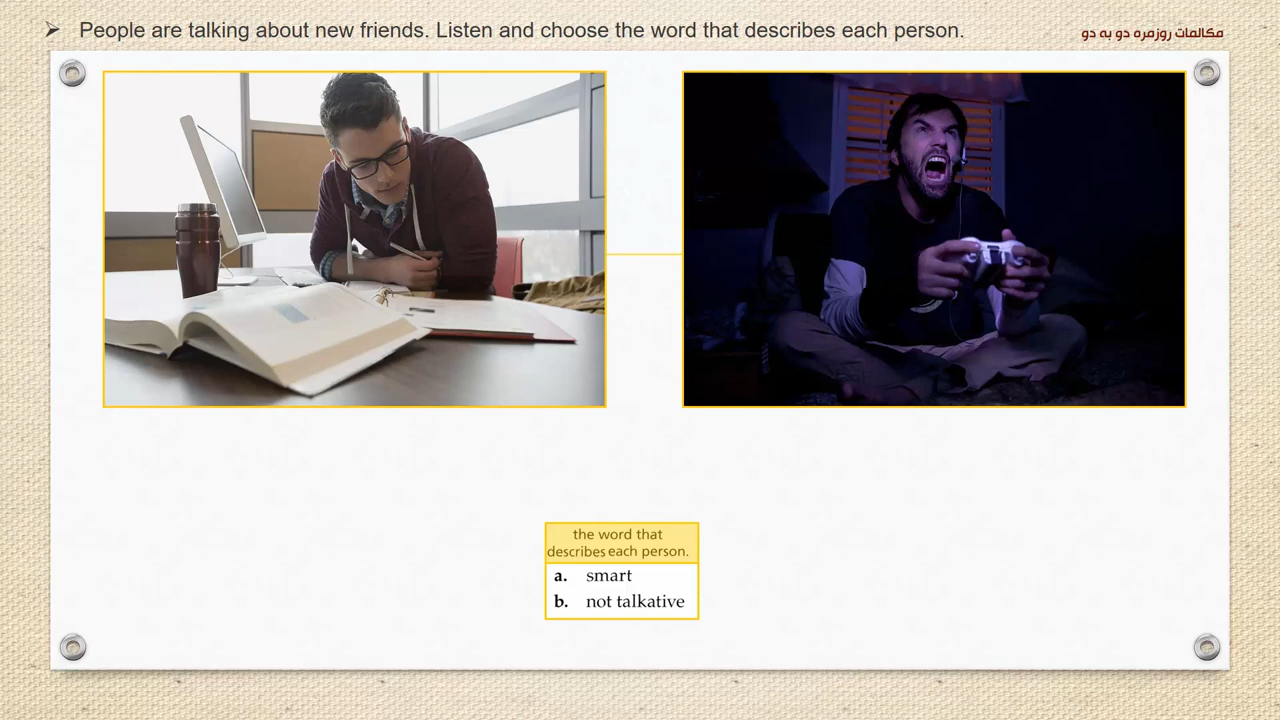 ➢ People are talking about new friends. Listen and choose the word that describes each person.
مکالمات روزمره دو به دو
the word that
describes each person.
a. smart
b. not talkative